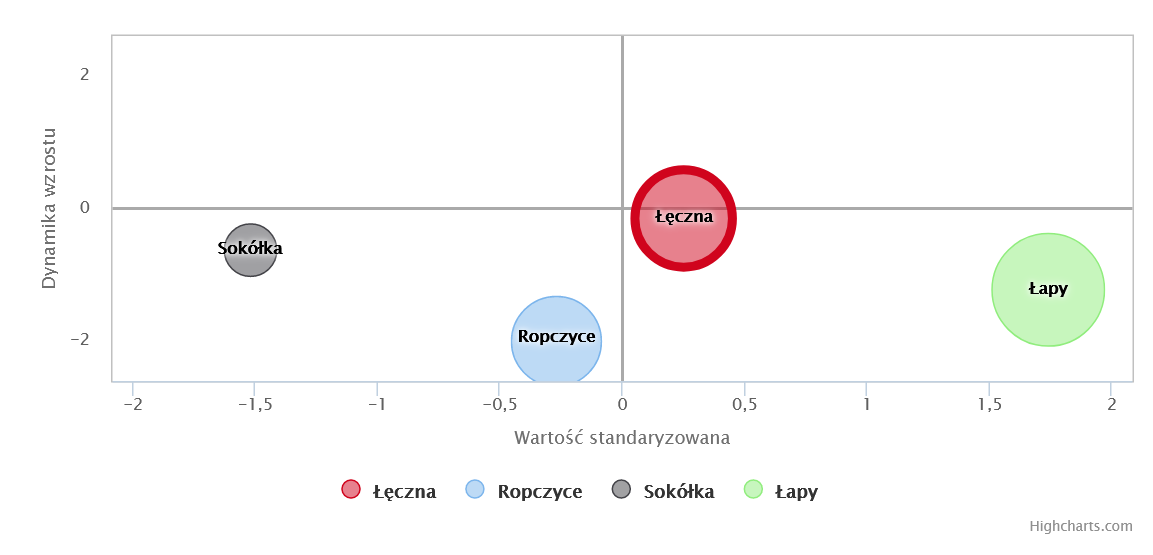 Dynamika wzrostu
2
0
−2
Łęczna
Sokółka
Łapy
Ropczyce
−2
−1,5
−1
−0,5
0
0,5
1
1,5
2
Wartość standaryzowana
Łęczna
Ropczyce
Sokółka
Łapy
Highcharts.com